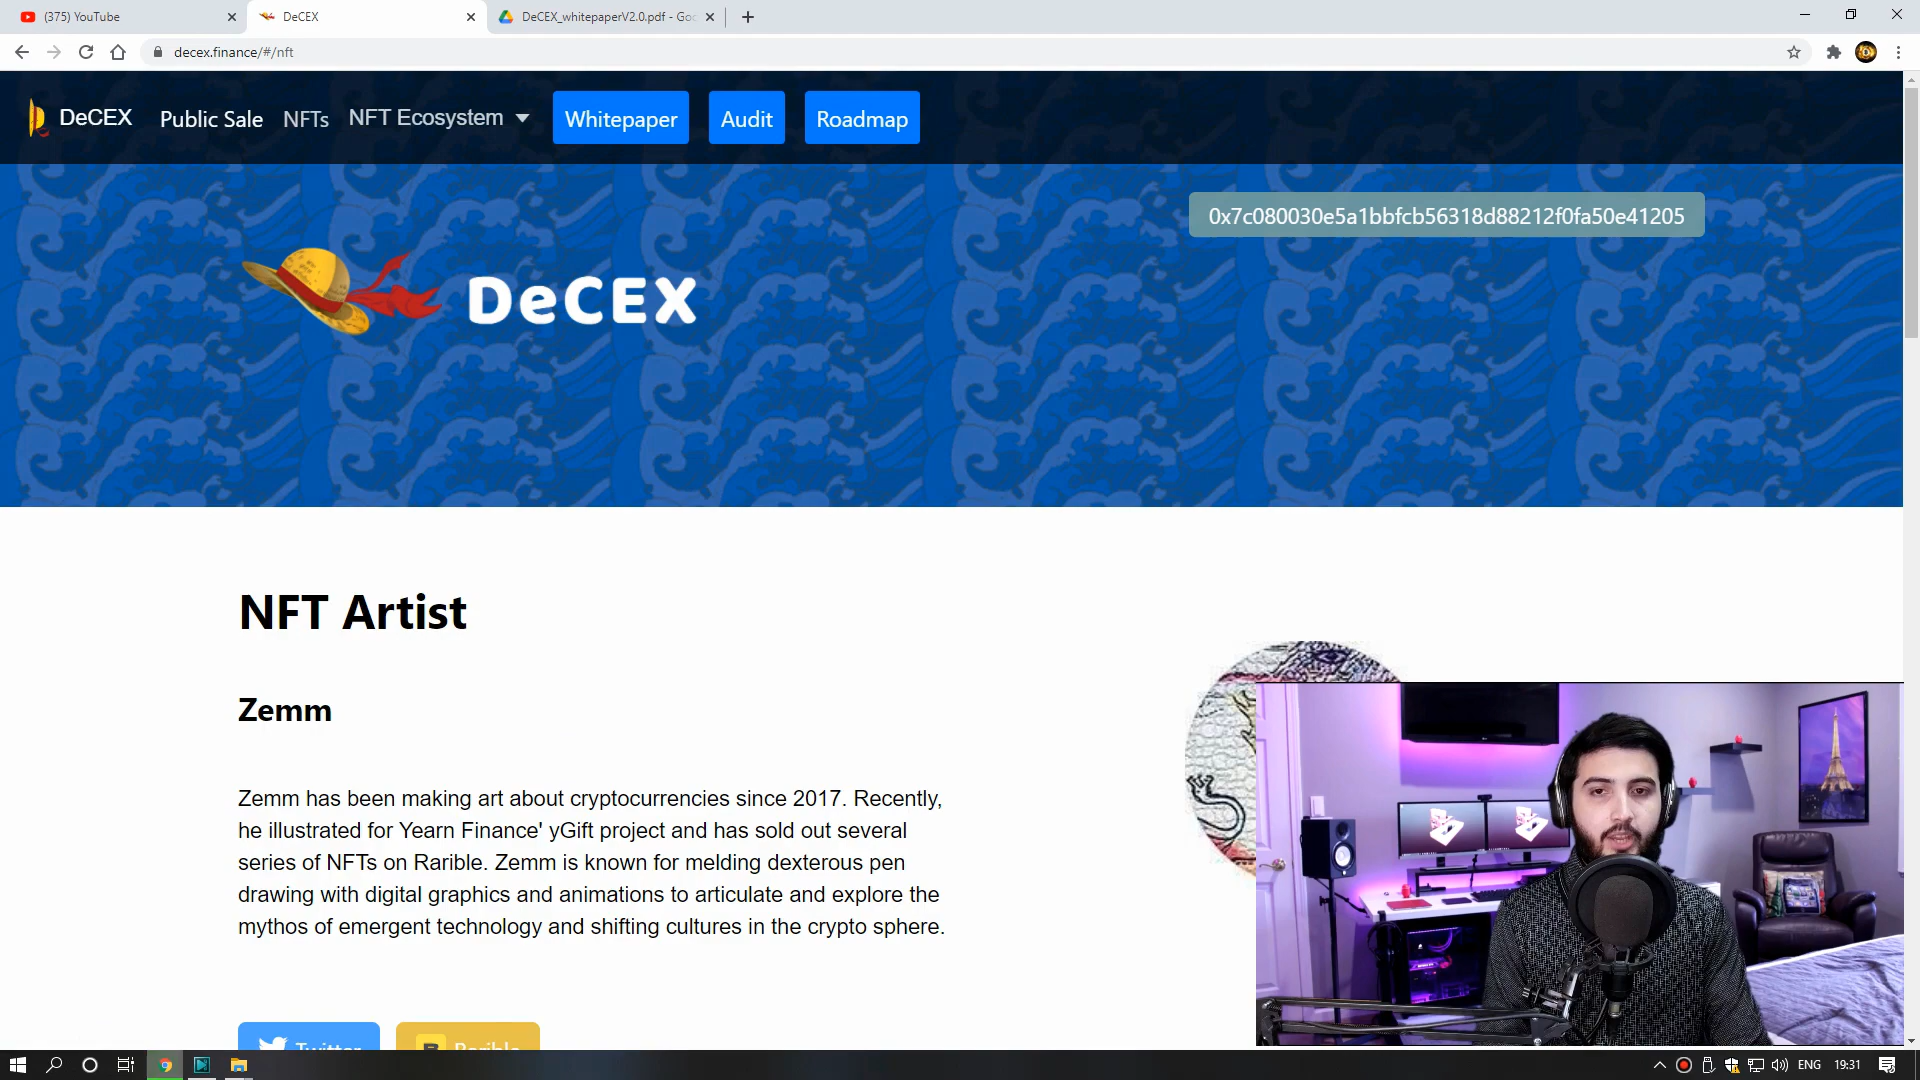 (375) YouTube
DeCEX
DeCEX_whitepaperV2.0.pdf - Goo
decex.finance/#/nft
DeCEX
Public Sale
NFTs
NFT Ecosystem
Whitepaper
Audit
Roadmap
0x7c080030e5a1bbfcb56318d88212f0fa50e41205
DeCEX
NFT Artist
Zemm
Zemm has been making art about cryptocurrencies since 2017. Recently,
he illustrated for Yearn Finance' yGift project and has sold out several
series of NFTs on Rarible. Zemm is known for melding dexterous pen
drawing with digital graphics and animations to articulate and explore the
mythos of emergent technology and shifting cultures in the crypto sphere.
Twitter
Rarible
ENG
19:31